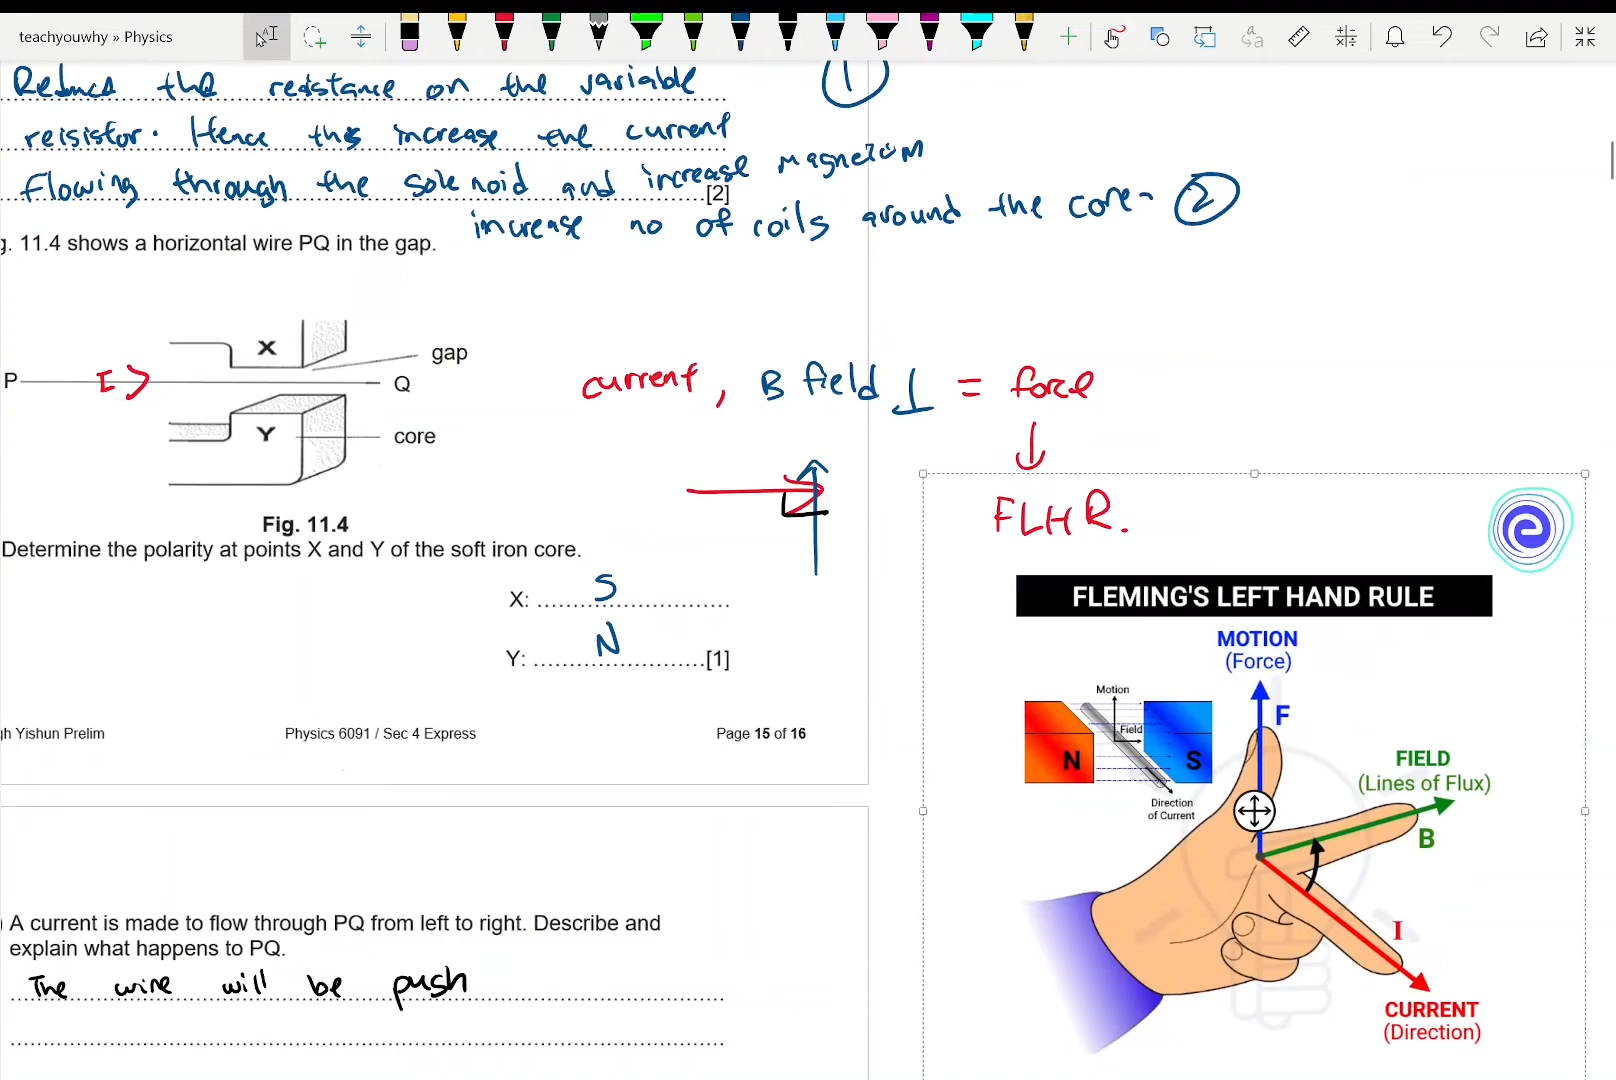 teachyouwhy » Physics
Reduced the redstance on the variable
reisistor. Hence this increase the current
flowing through the solenoid and increase magnetism
[2]
increase no of coils around the core- 2
1
g. 11.4 shows a horizontal wire PQ in the gap.
X
gap
P
I
Q
Y
core
current, B field ⊥ = force
↓
FLHR.
Fig. 11.4
Determine the polarity at points X and Y of the soft iron core.
X: S
Y: N [1]
gh Yishun Prelim
Physics 6091 / Sec 4 Express
Page 15 of 16
A current is made to flow through PQ from left to right. Describe and
explain what happens to PQ.
The wire will be push
e
FLEMING'S LEFT HAND RULE
MOTION
(Force)
F
Motion
Field
N
S
Direction
of Current
FIELD
(Lines of Flux)
B
I
CURRENT
(Direction)